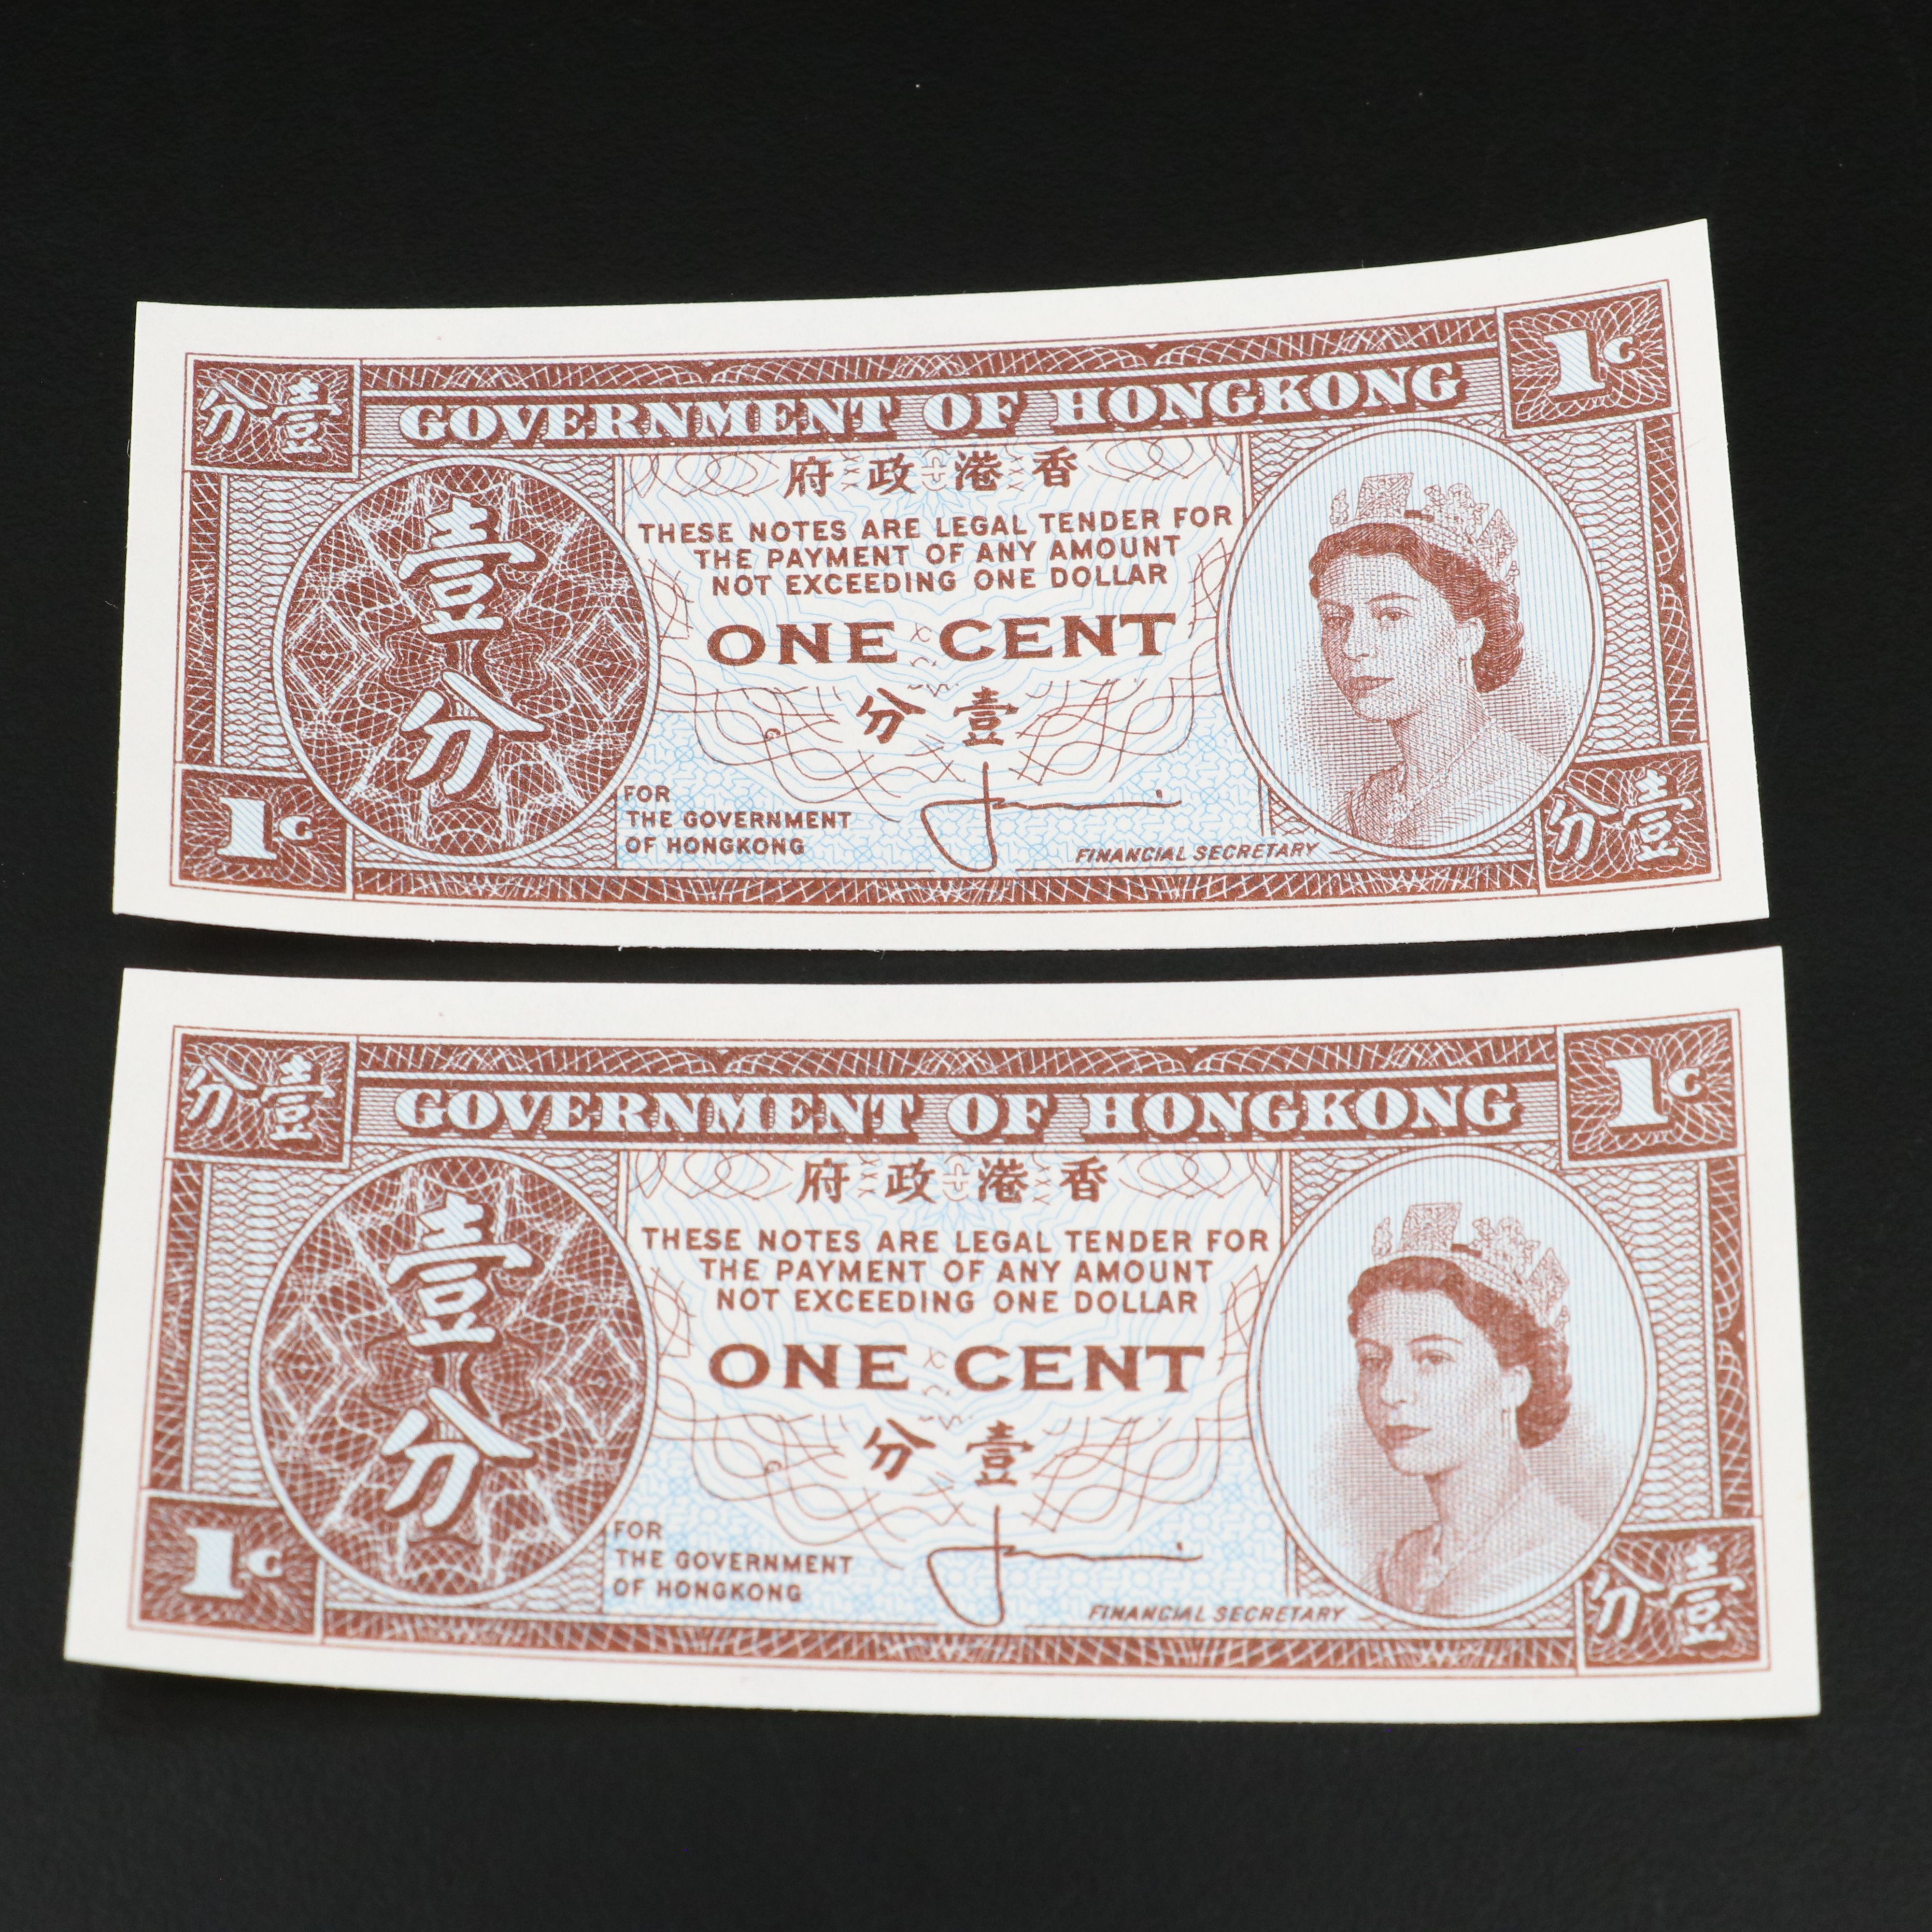 分壹
GOVERNMENT OF HONGKONG
1C
府政港香
壹分
THESE NOTES ARE LEGAL TENDER FOR
THE PAYMENT OF ANY AMOUNT
NOT EXCEEDING ONE DOLLAR
ONE CENT
分壹
FOR
THE GOVERNMENT
OF HONGKONG
FINANCIAL SECRETARY
1C
分壹
分壹
GOVERNMENT OF HONGKONG
1C
府政港香
壹分
THESE NOTES ARE LEGAL TENDER FOR
THE PAYMENT OF ANY AMOUNT
NOT EXCEEDING ONE DOLLAR
ONE CENT
分壹
FOR
THE GOVERNMENT
OF HONGKONG
FINANCIAL SECRETARY
1C
分壹